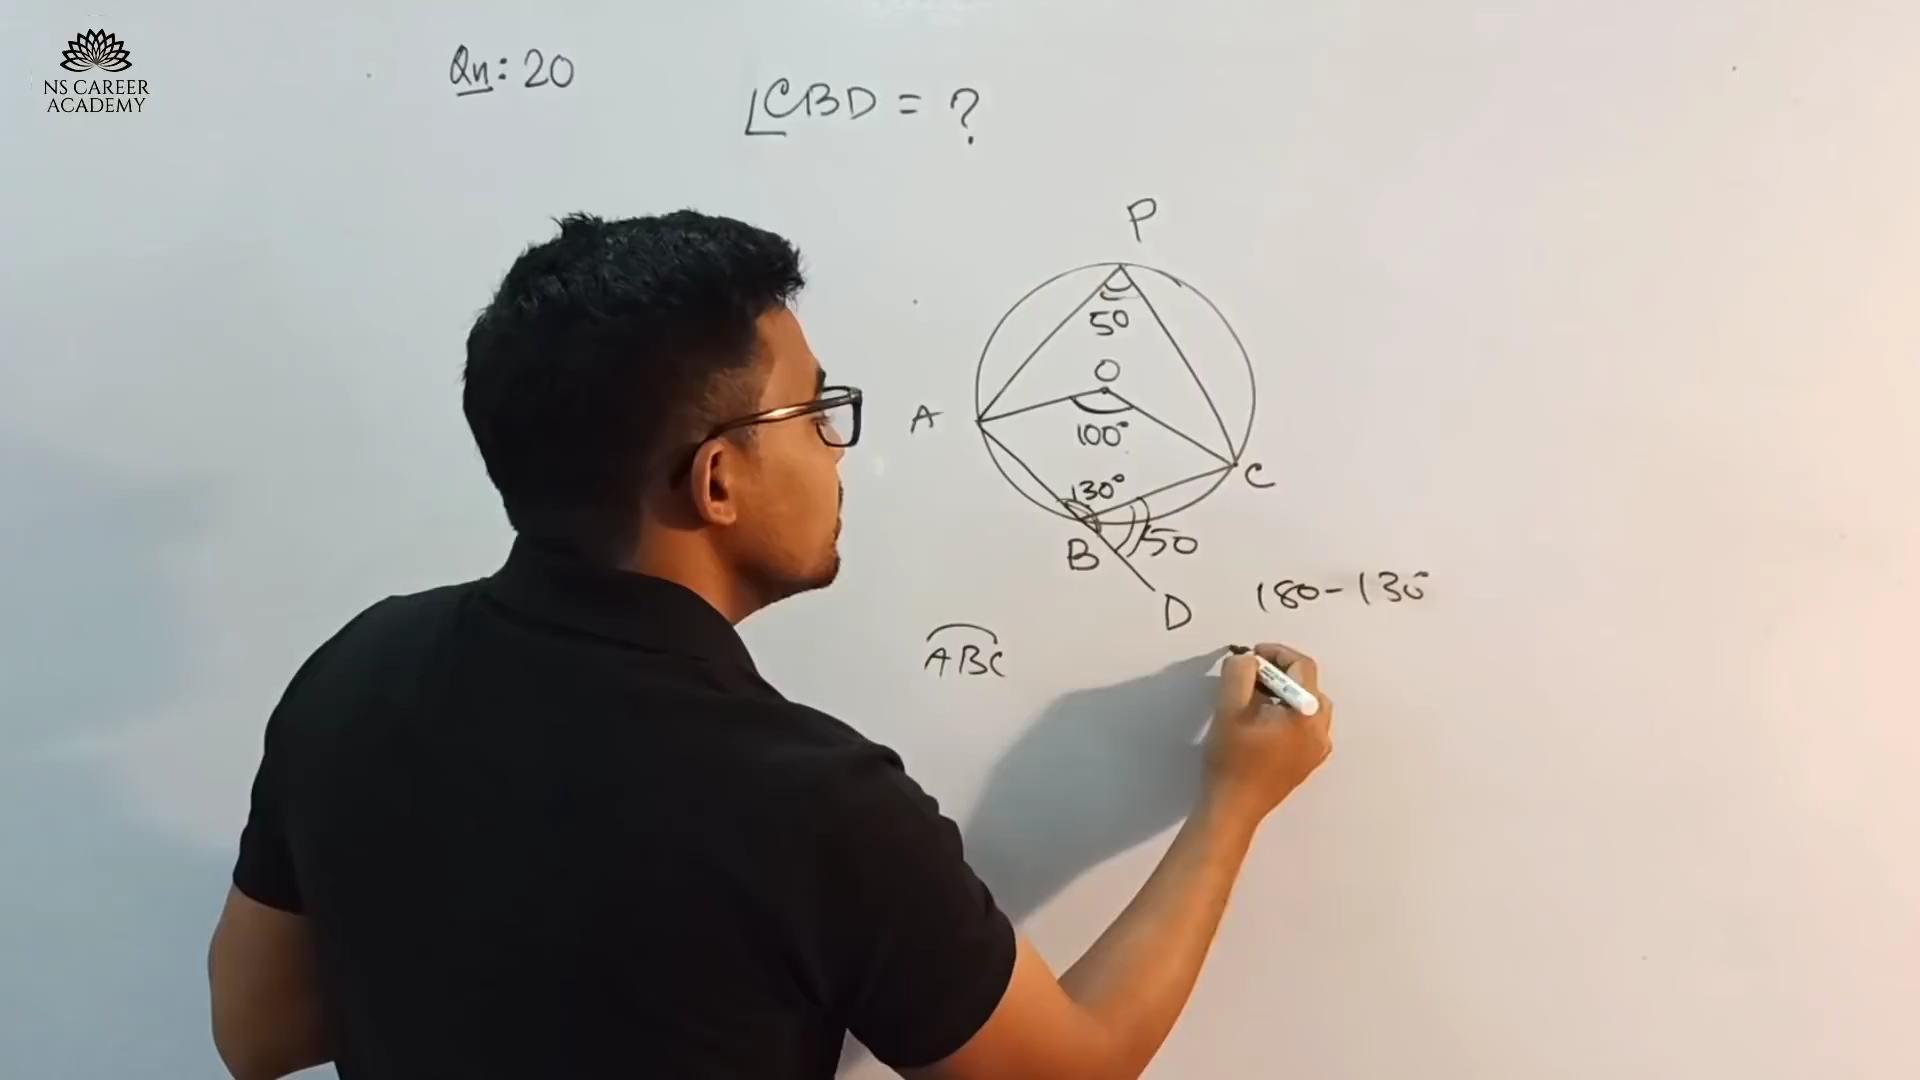 NS CAREER
ACADEMY
Qn: 20
∠CBD = ?
P
50
O
A
100°
C
130°
B
50
D
180-130°
ABC